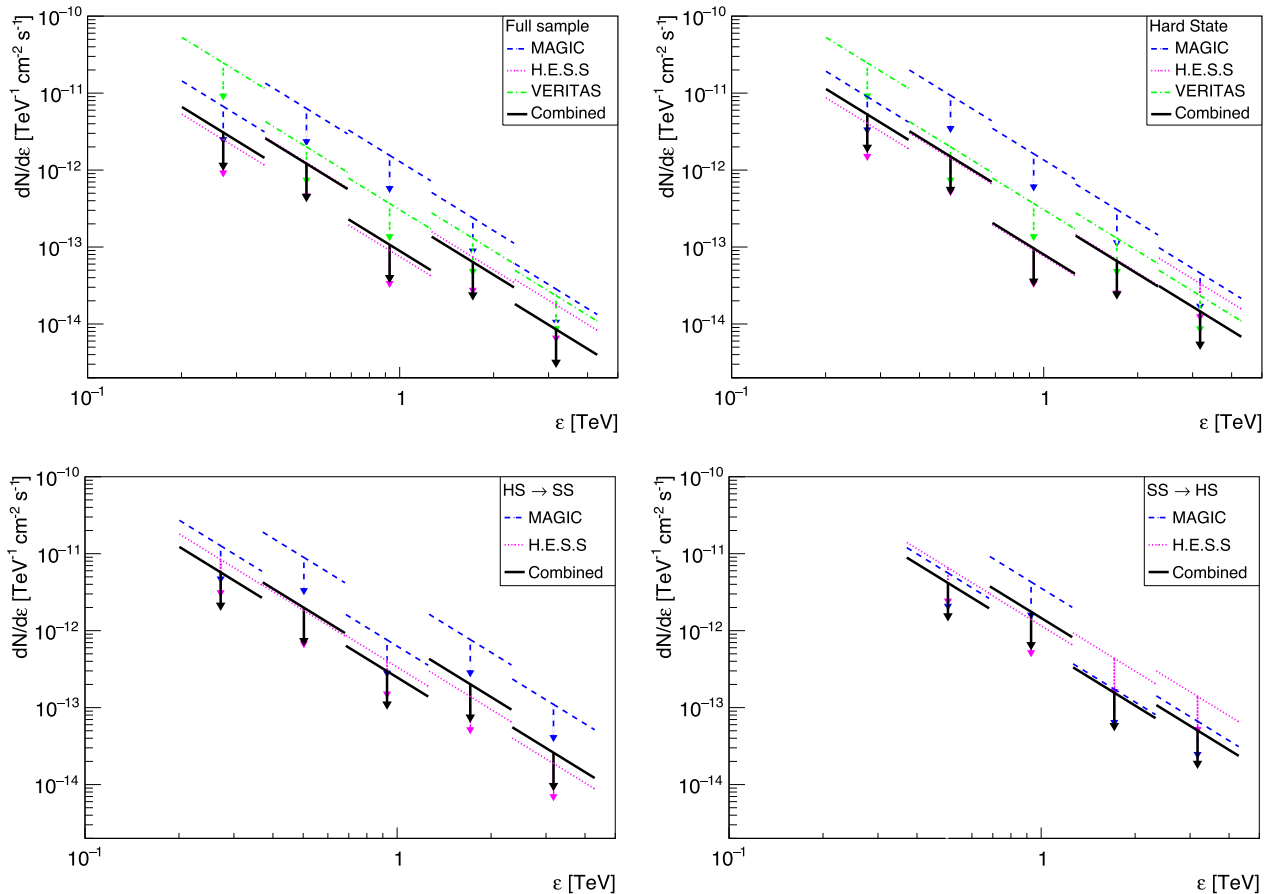 dN/dε [TeV⁻¹ cm⁻² s⁻¹]
10⁻¹⁰
10⁻¹¹
10⁻¹²
10⁻¹³
10⁻¹⁴
10⁻¹
1
ε [TeV]
Full sample
MAGIC
H.E.S.S
VERITAS
Combined
dN/dε [TeV⁻¹ cm⁻² s⁻¹]
10⁻¹⁰
10⁻¹¹
10⁻¹²
10⁻¹³
10⁻¹⁴
10⁻¹
1
ε [TeV]
Hard State
MAGIC
H.E.S.S
VERITAS
Combined
dN/dε [TeV⁻¹ cm⁻² s⁻¹]
10⁻¹⁰
10⁻¹¹
10⁻¹²
10⁻¹³
10⁻¹⁴
10⁻¹
1
ε [TeV]
HS → SS
MAGIC
H.E.S.S
Combined
dN/dε [TeV⁻¹ cm⁻² s⁻¹]
10⁻¹⁰
10⁻¹¹
10⁻¹²
10⁻¹³
10⁻¹⁴
10⁻¹
1
ε [TeV]
SS → HS
MAGIC
H.E.S.S
Combined